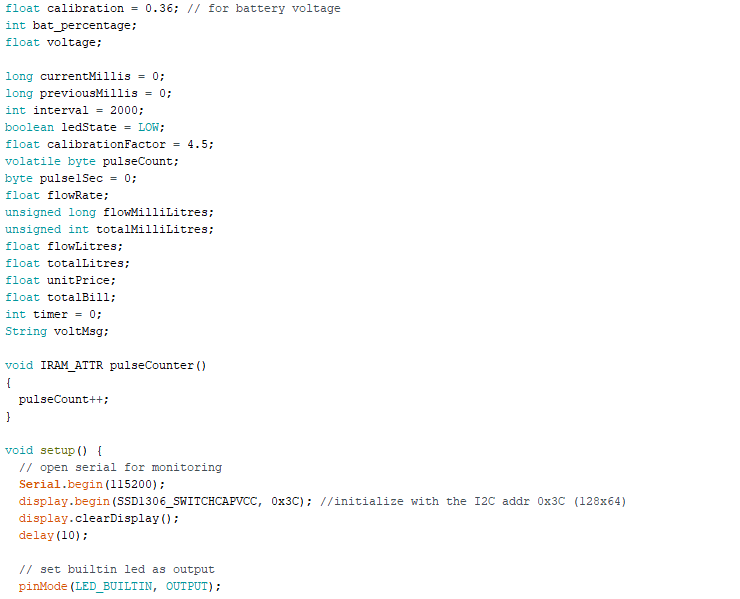 float calibration = 0.36; // for battery voltage
int bat_percentage;
float voltage;

long currentMillis = 0;
long previousMillis = 0;
int interval = 2000;
boolean ledState = LOW;
float calibrationFactor = 4.5;
volatile byte pulseCount;
byte pulse1Sec = 0;
float flowRate;
unsigned long flowMilliLitres;
unsigned int totalMilliLitres;
float flowLitres;
float totalLitres;
float unitPrice;
float totalBill;
int timer = 0;
String voltMsg;

void IRAM_ATTR pulseCounter()
{
  pulseCount++;
}

void setup() {
  // open serial for monitoring
  Serial.begin(115200);
  display.begin(SSD1306_SWITCHCAPVCC, 0x3C); //initialize with the I2C addr 0x3C (128x64)
  display.clearDisplay();
  delay(10);

  // set builtin led as output
  pinMode(LED_BUILTIN, OUTPUT);